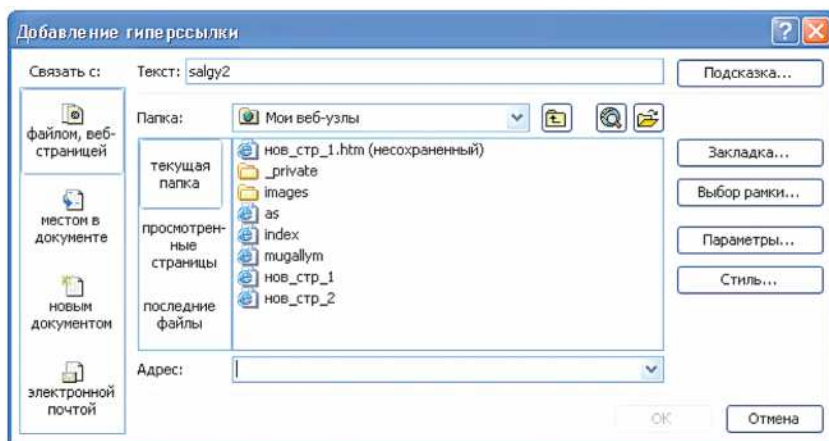 Добавление гиперссылки
Связать с:
Текст: salgy2
Подсказка...
файлом, веб-
страницей
местом в
документе
новым
документом
электронной
почтой
Папка:
Мои веб-узлы
текущая
папка
просмотрен-
ные
страницы
последние
файлы
нов_стр_1.htm (несохраненный)
_private
images
as
index
mugallym
нов_стр_1
нов_стр_2
Закладка...
Выбор рамки...
Параметры...
Стиль...
Адрес:
ОК
Отмена